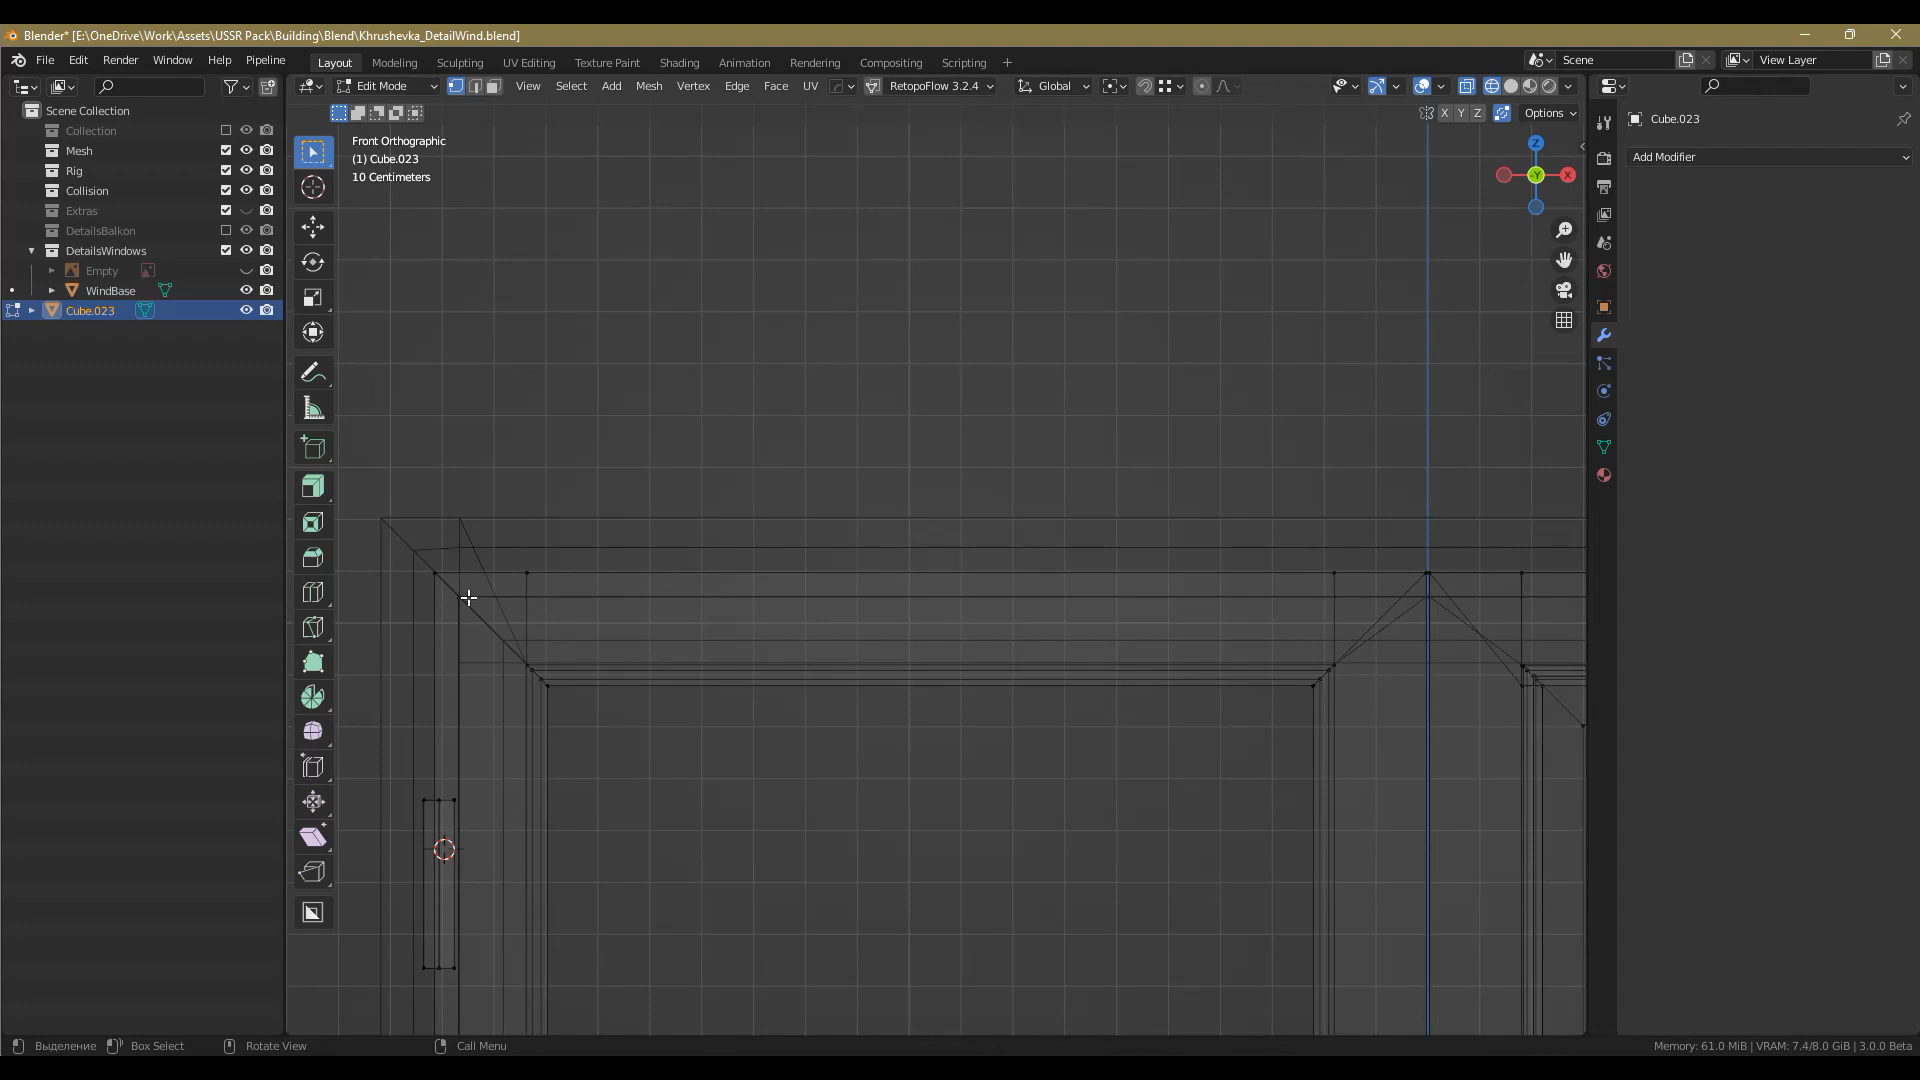 Blender* [E:\OneDrive\Work\Assets\USSR Pack\Building\Blend\Khrushevka_DetailWind.blend]
File Edit Render Window Help Pipeline
Layout Modeling Sculpting UV Editing Texture Paint Shading Animation Rendering Compositing Scripting +
Scene View Layer
Edit Mode View Select Add Mesh Vertex Edge Face UV RetopoFlow 3.2.4 Global
X Y Z Options
Scene Collection
Collection
Mesh
Rig
Collision
Extras
DetailsBalkon
DetailsWindows
Empty
WindBase
Cube.023
Front Orthographic
(1) Cube.023
10 Centimeters
Z
-Y X
Cube.023
Add Modifier
Выделение Box Select Rotate View Call Menu
Memory: 61.0 MiB | VRAM: 7.4/8.0 GiB | 3.0.0 Beta